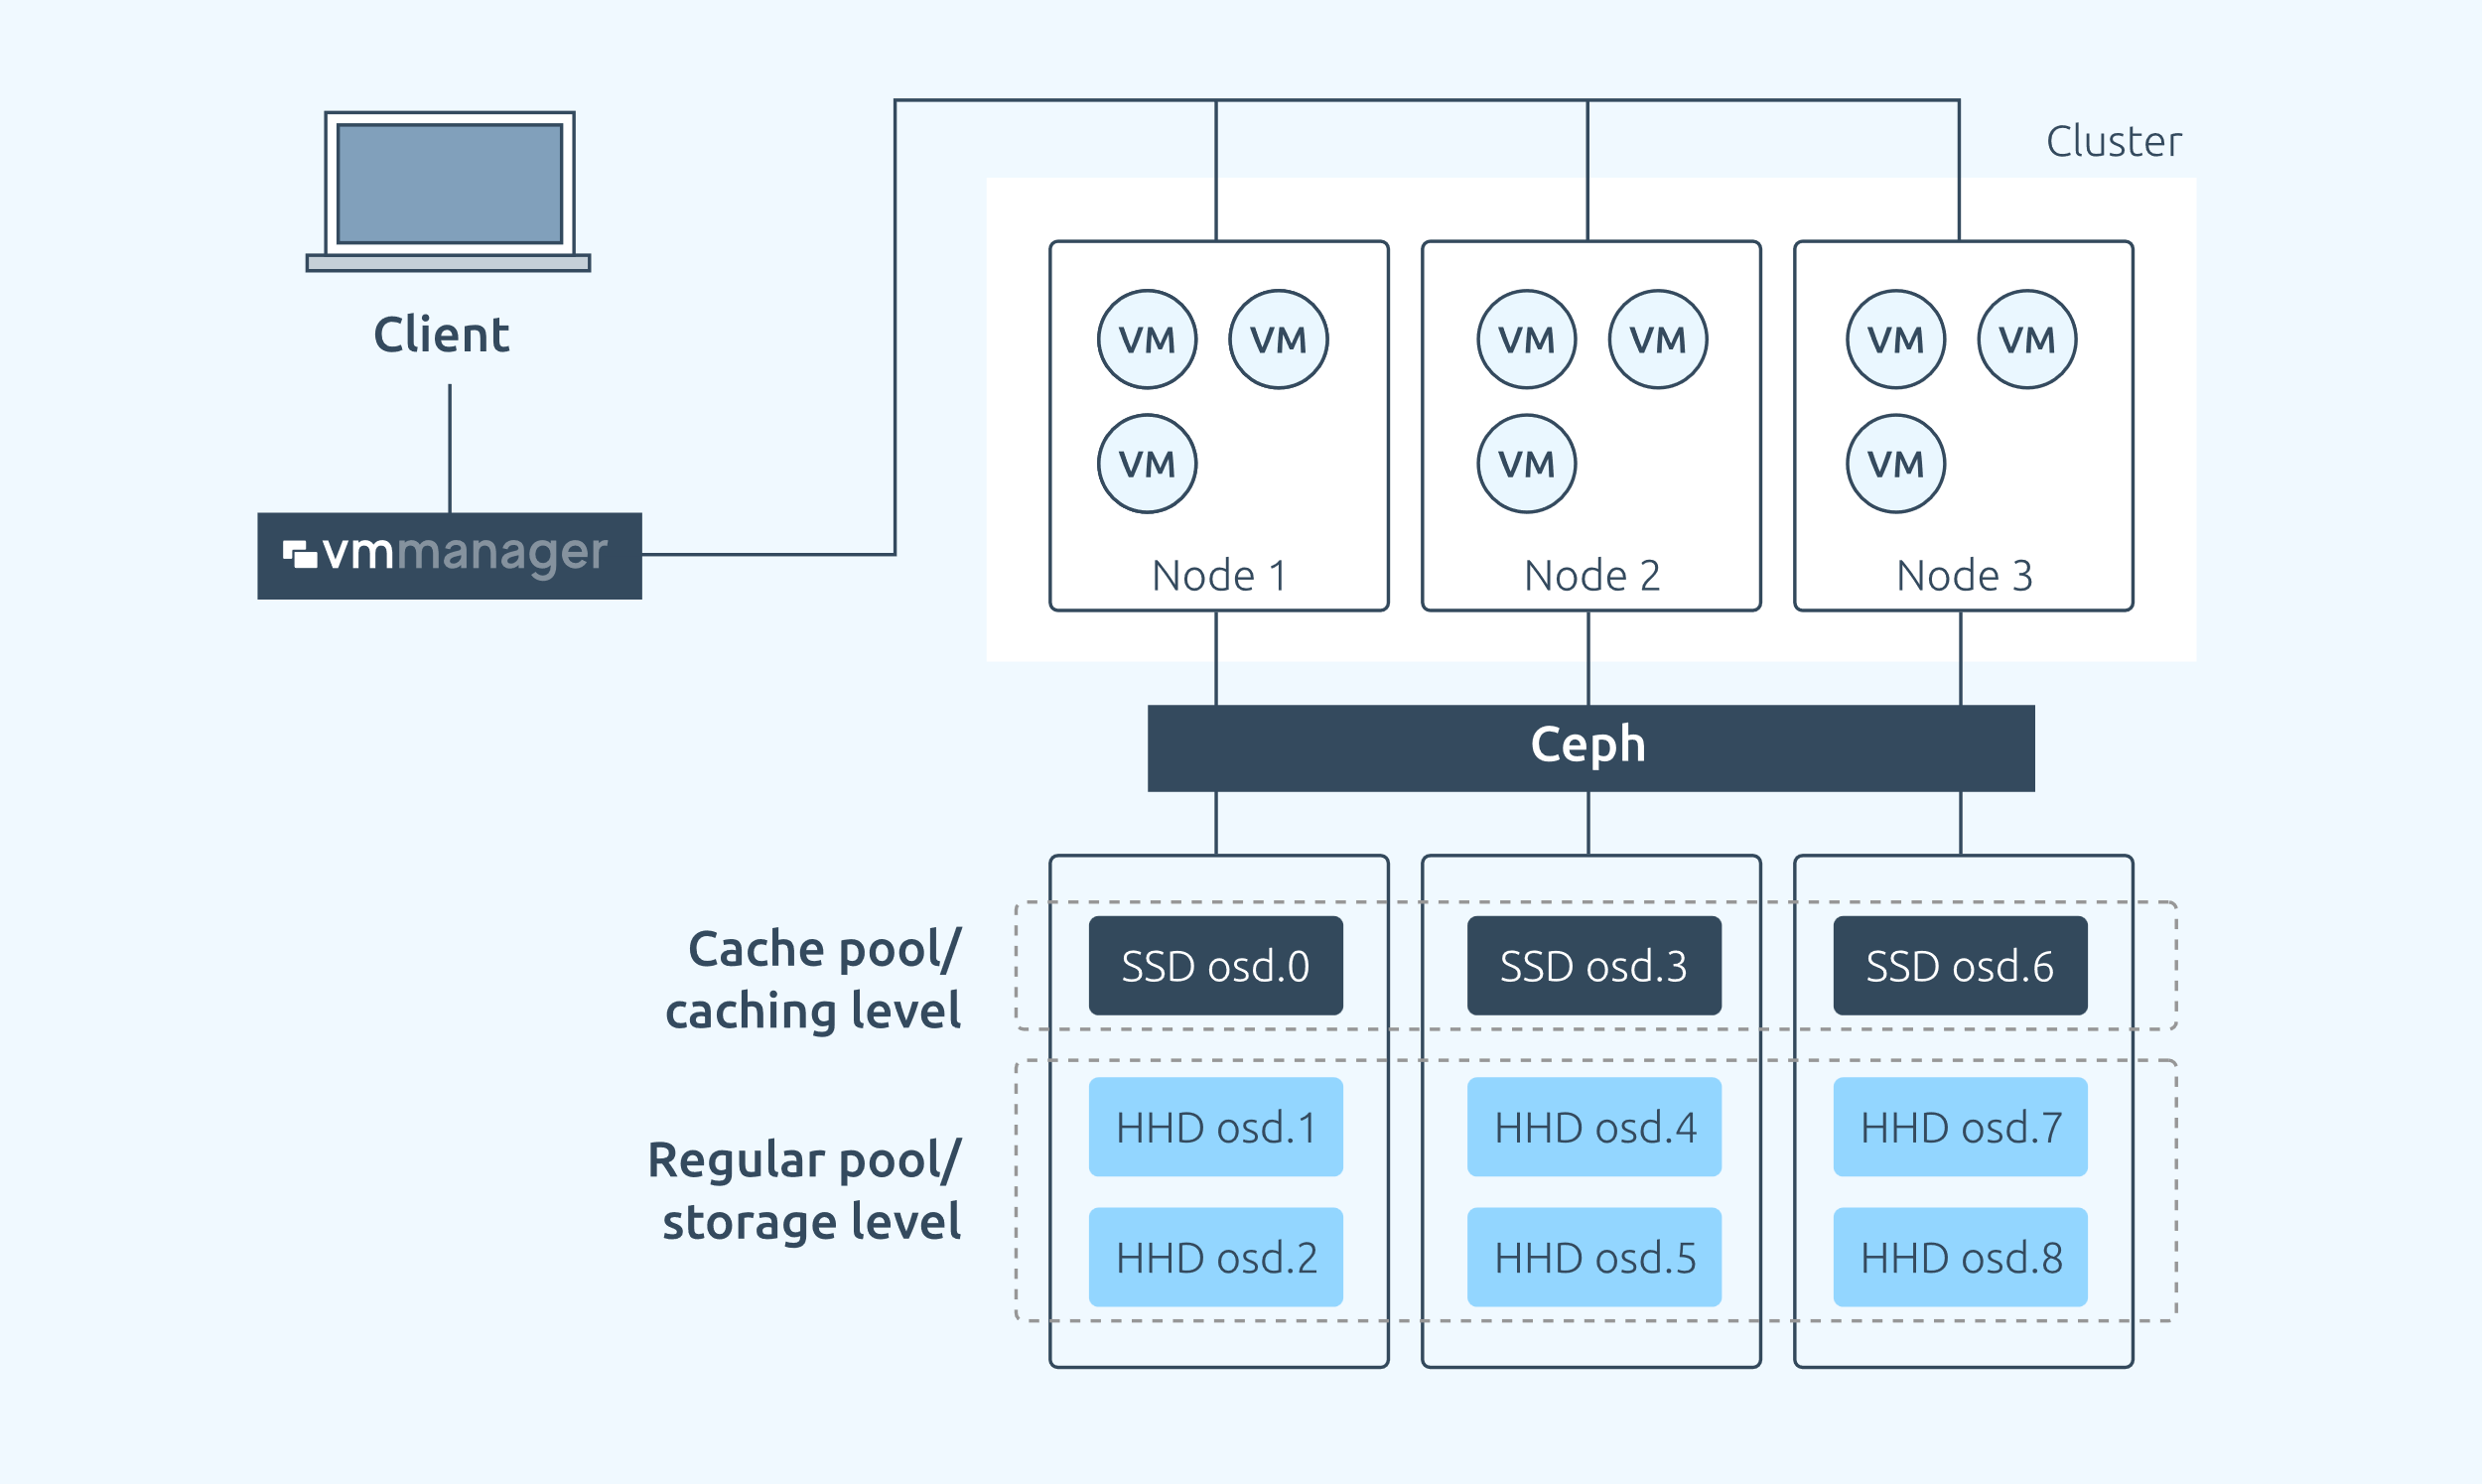 Cluster
Client
VM VM
VM
VM VM
VM
VM VM
VM
vmmanager
Node 1
Node 2
Node 3
Ceph
Cache pool/
caching level
SSD osd.0
SSD osd.3
SSD osd.6
Regular pool/
storage level
HHD osd.1
HHD osd.4
HHD osd.7
HHD osd.2
HHD osd.5
HHD osd.8